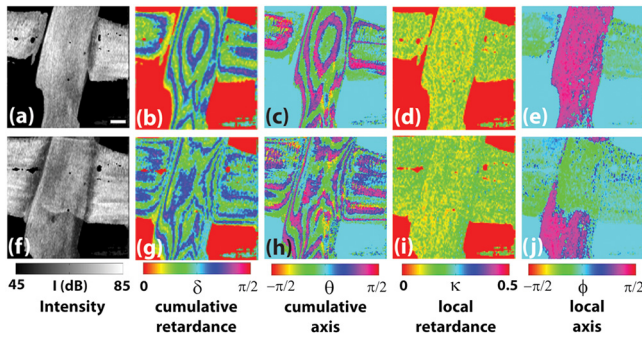 (a) (b) (c) (d) (e)
(f) (g) (h) (i) (j)
45 I (dB) 85 0 δ π/2 −π/2 θ π/2 0 κ 0.5 −π/2 ϕ π/2
Intensity cumulative retardance cumulative axis local retardance local axis